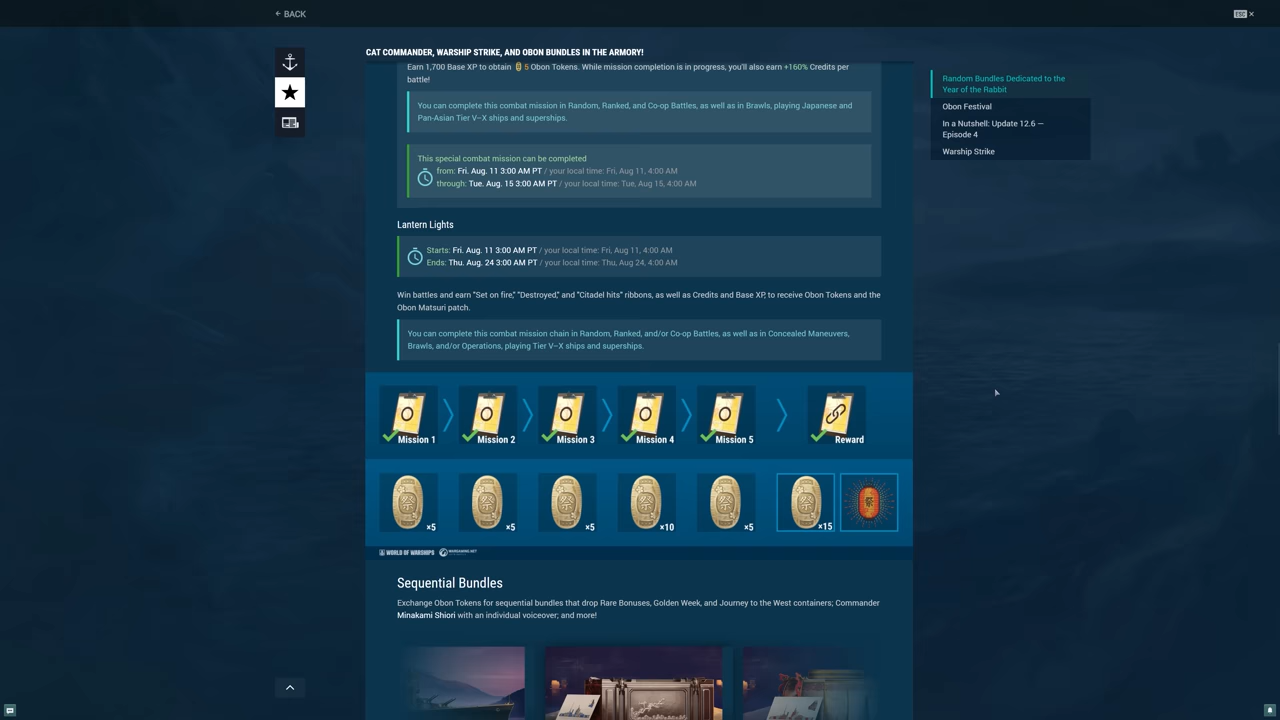 ← BACK
ESC ×
CAT COMMANDER, WARSHIP STRIKE, AND OBON BUNDLES IN THE ARMORY!
Earn 1,700 Base XP to obtain 5 Obon Tokens. While mission completion is in progress, you'll also earn +160% Credits per
battle!
You can complete this combat mission in Random, Ranked, and Co-op Battles, as well as in Brawls, playing Japanese and
Pan-Asian Tier V–X ships and superships.
This special combat mission can be completed
from: Fri. Aug. 11 3:00 AM PT / your local time: Fri, Aug 11, 4:00 AM
through: Tue. Aug. 15 3:00 AM PT / your local time: Tue, Aug 15, 4:00 AM
Lantern Lights
Starts: Fri. Aug. 11 3:00 AM PT / your local time: Fri, Aug 11, 4:00 AM
Ends: Thu. Aug. 24 3:00 AM PT / your local time: Thu, Aug 24, 4:00 AM
Win battles and earn "Set on fire," "Destroyed," and "Citadel hits" ribbons, as well as Credits and Base XP, to receive Obon Tokens and the
Obon Matsuri patch.
You can complete this combat mission chain in Random, Ranked, and/or Co-op Battles, as well as in Concealed Maneuvers,
Brawls, and/or Operations, playing Tier V–X ships and superships.
Mission 1 Mission 2 Mission 3 Mission 4 Mission 5 Reward
×5 ×5 ×5 ×10 ×5 ×15
WORLD OF WARSHIPS WARGAMING.NET
Sequential Bundles
Exchange Obon Tokens for sequential bundles that drop Rare Bonuses, Golden Week, and Journey to the West containers; Commander
Minakami Shiori with an individual voiceover; and more!
Random Bundles Dedicated to the
Year of the Rabbit
Obon Festival
In a Nutshell: Update 12.6 —
Episode 4
Warship Strike